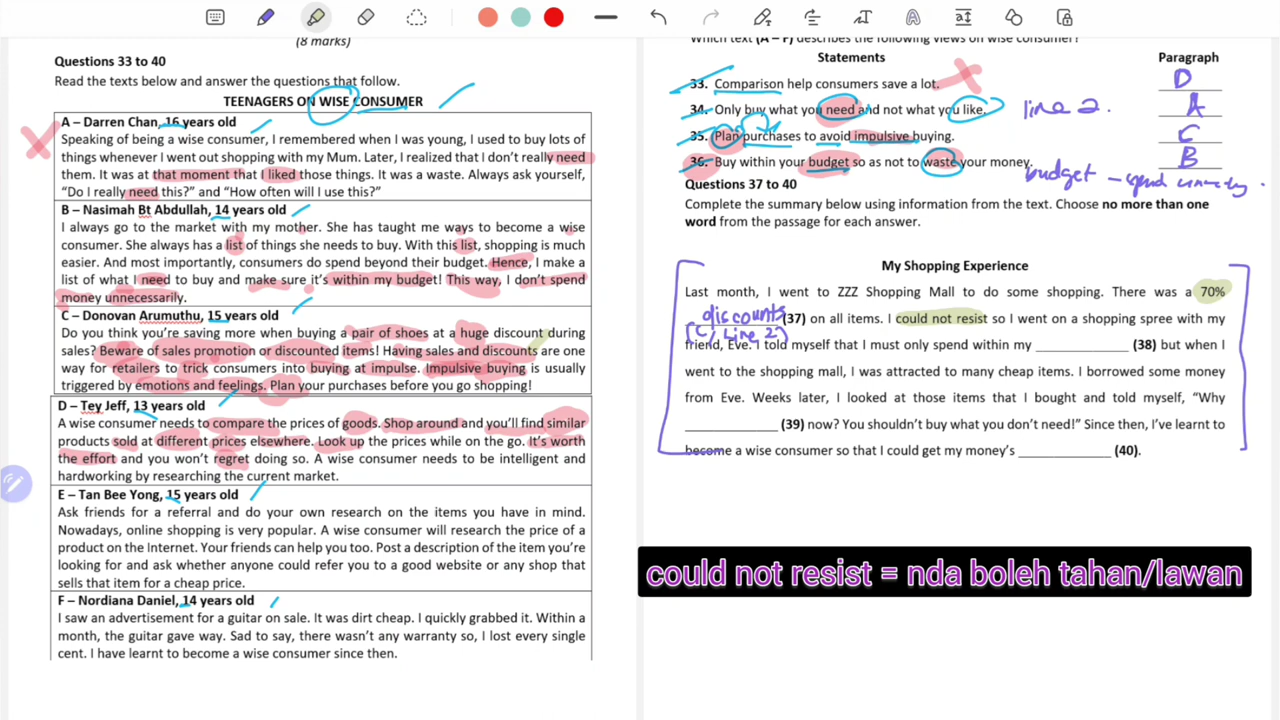 (8 marks)
Questions 33 to 40
Read the texts below and answer the questions that follow.
TEENAGERS ON WISE CONSUMER
A – Darren Chan, 16 years old
Speaking of being a wise consumer, I remembered when I was young, I used to buy lots of
things whenever I went out shopping with my Mum. Later, I realized that I don't really need
them. It was at that moment that I liked those things. It was a waste. Always ask yourself,
"Do I really need this?" and "How often will I use this?"
B – Nasimah Bt Abdullah, 14 years old
I always go to the market with my mother. She has taught me ways to become a wise
consumer. She always has a list of things she needs to buy. With this list, shopping is much
easier. And most importantly, consumers do spend beyond their budget. Hence, I make a
list of what I need to buy and make sure it's within my budget! This way, I don't spend
money unnecessarily.
C – Donovan Arumuthu, 15 years old
Do you think you're saving more when buying a pair of shoes at a huge discount during
sales? Beware of sales promotion or discounted items! Having sales and discounts are one
way for retailers to trick consumers into buying at impulse. Impulsive buying is usually
triggered by emotions and feelings. Plan your purchases before you go shopping!
D – Tey Jeff, 13 years old
A wise consumer needs to compare the prices of goods. Shop around and you'll find similar
products sold at different prices elsewhere. Look up the prices while on the go. It's worth
the effort and you won't regret doing so. A wise consumer needs to be intelligent and
hardworking by researching the current market.
E – Tan Bee Yong, 15 years old
Ask friends for a referral and do your own research on the items you have in mind.
Nowadays, online shopping is very popular. A wise consumer will research the price of a
product on the Internet. Your friends can help you too. Post a description of the item you're
looking for and ask whether anyone could refer you to a good website or any shop that
sells that item for a cheap price.
F – Nordiana Daniel, 14 years old
I saw an advertisement for a guitar on sale. It was dirt cheap. I quickly grabbed it. Within a
month, the guitar gave way. Sad to say, there wasn't any warranty so, I lost every single
cent. I have learnt to become a wise consumer since then.
Which text (A – F) describes the following views on wise consumer?
Statements Paragraph
33. Comparison help consumers save a lot. D
34. Only buy what you need and not what you like. line 2. A
35. Plan purchases to avoid impulsive buying. C
36. Buy within your budget so as not to waste your money. B
budget –
Questions 37 to 40
Complete the summary below using information from the text. Choose no more than one
word from the passage for each answer.
My Shopping Experience
Last month, I went to ZZZ Shopping Mall to do some shopping. There was a 70%
discounts (37) on all items. I could not resist so I went on a shopping spree with my
(C, Line 2)
friend, Eve. I told myself that I must only spend within my ____________ (38) but when I
went to the shopping mall, I was attracted to many cheap items. I borrowed some money
from Eve. Weeks later, I looked at those items that I bought and told myself, "Why
____________ (39) now? You shouldn't buy what you don't need!" Since then, I've learnt to
become a wise consumer so that I could get my money's ____________ (40).
could not resist = nda boleh tahan/lawan